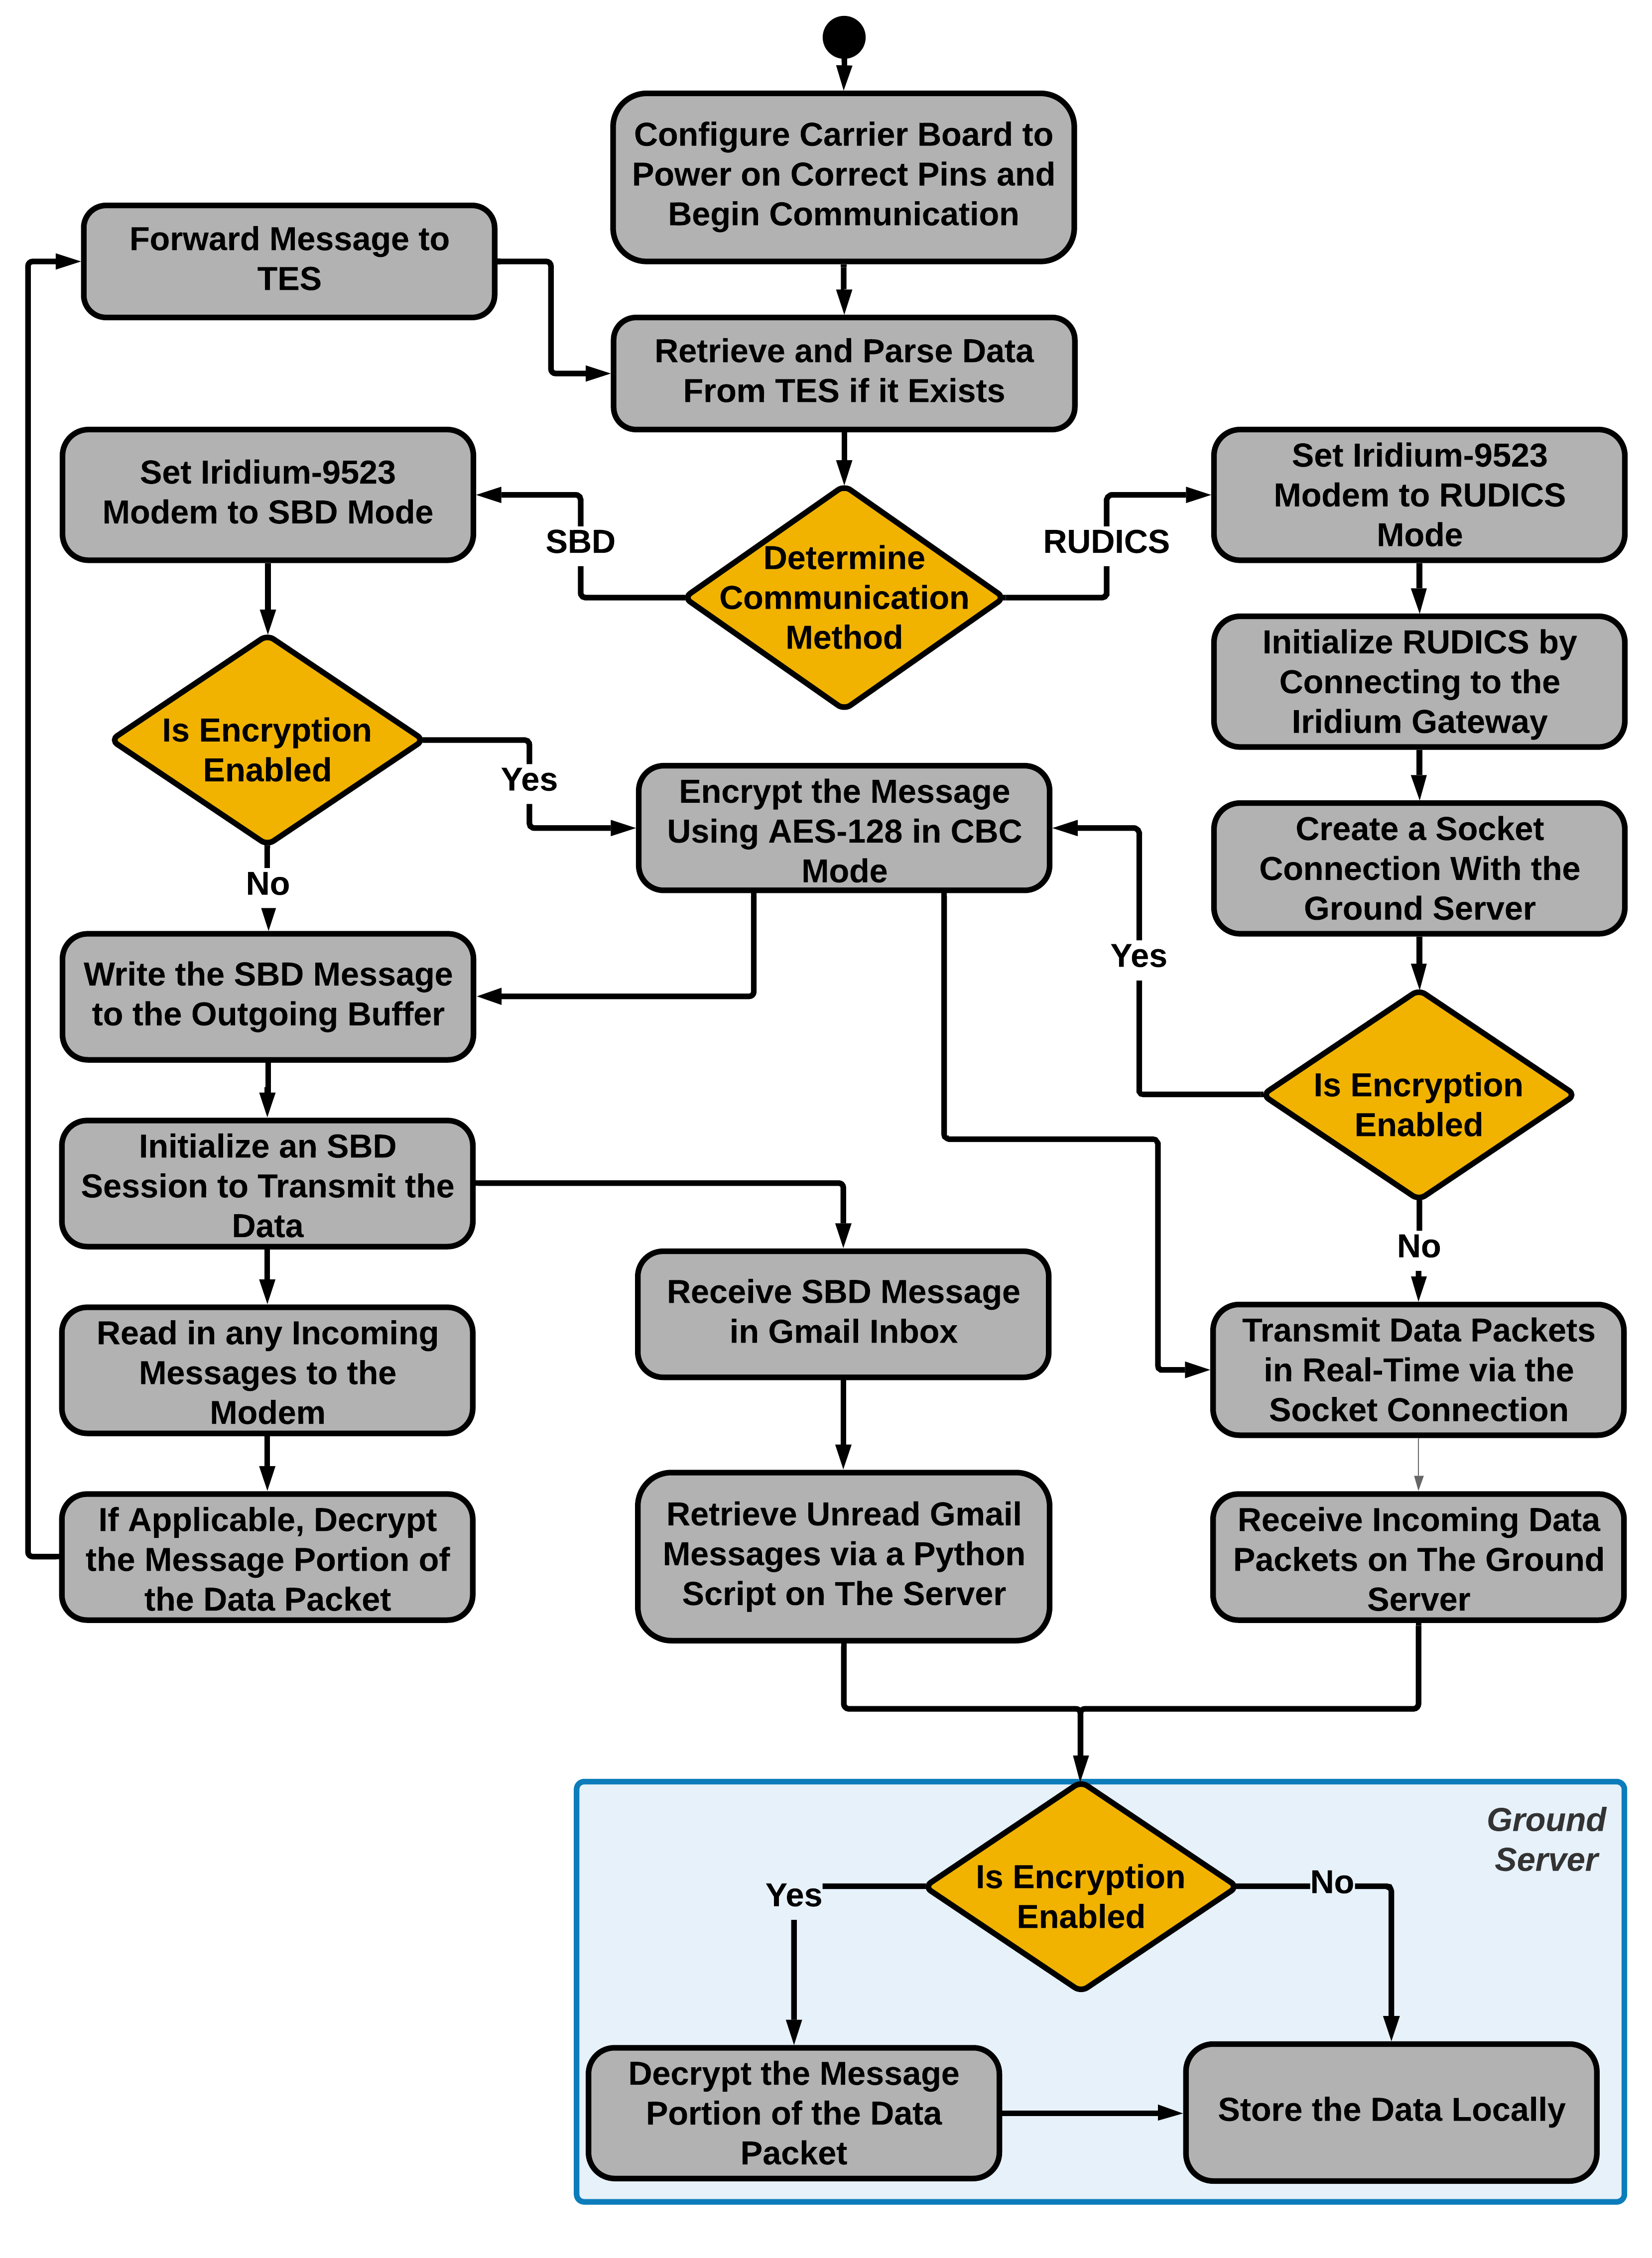 Configure Carrier Board to
Power on Correct Pins and
Begin Communication
Forward Message to
TES
Retrieve and Parse Data
From TES if it Exists
Set Iridium-9523
Modem to SBD Mode
SBD
Determine
Communication
Method
RUDICS
Set Iridium-9523
Modem to RUDICS
Mode
Initialize RUDICS by
Connecting to the
Iridium Gateway
Is Encryption
Enabled
Yes
No
Encrypt the Message
Using AES-128 in CBC
Mode
Create a Socket
Connection With the
Ground Server
Yes
Is Encryption
Enabled
No
Write the SBD Message
to the Outgoing Buffer
Initialize an SBD
Session to Transmit the
Data
Read in any Incoming
Messages to the
Modem
If Applicable, Decrypt
the Message Portion of
the Data Packet
Receive SBD Message
in Gmail Inbox
Retrieve Unread Gmail
Messages via a Python
Script on The Server
Transmit Data Packets
in Real-Time via the
Socket Connection
Receive Incoming Data
Packets on The Ground
Server
Ground
Server
Is Encryption
Enabled
Yes
No
Decrypt the Message
Portion of the Data
Packet
Store the Data Locally